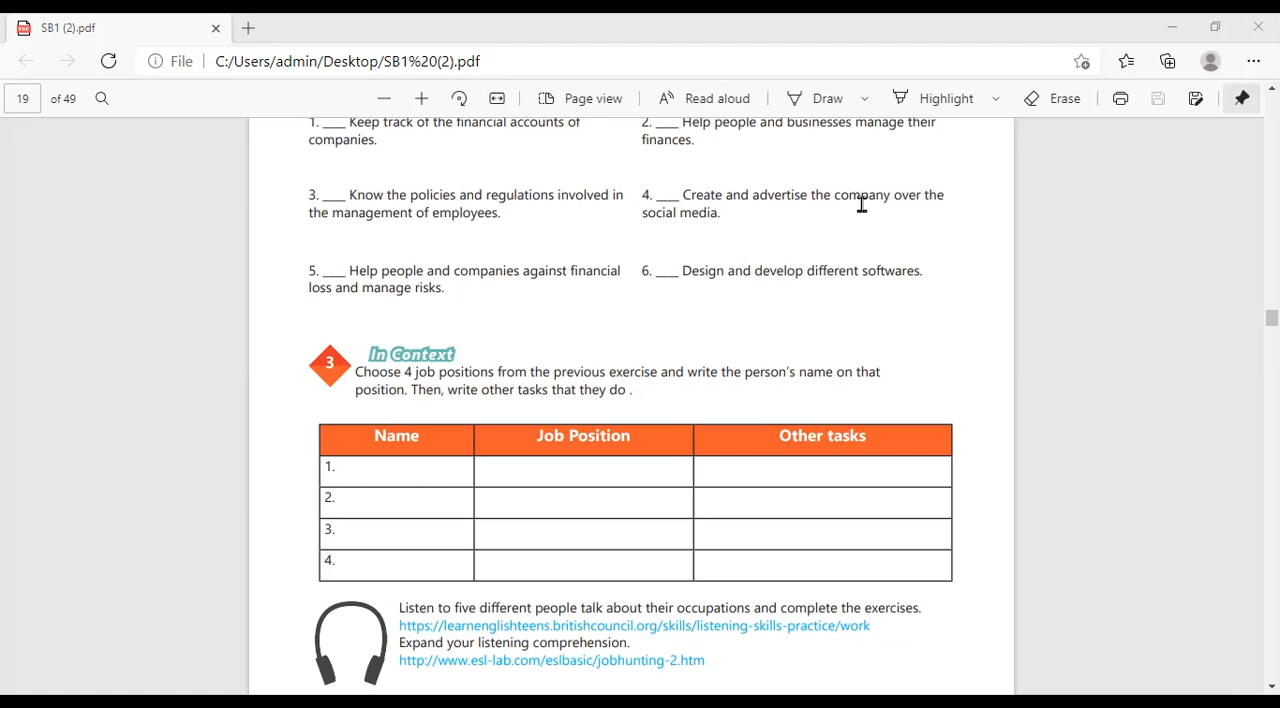 SB1 (2).pdf
File C:/Users/admin/Desktop/SB1%20(2).pdf
19 of 49 Page view Read aloud Draw Highlight Erase
1. ___ Keep track of the financial accounts of
companies.
2. ___ Help people and businesses manage their
finances.
3. ___ Know the policies and regulations involved in
the management of employees.
4. ___ Create and advertise the company over the
social media.
5. ___ Help people and companies against financial
loss and manage risks.
6. ___ Design and develop different softwares.
3
In Context
Choose 4 job positions from the previous exercise and write the person's name on that
position. Then, write other tasks that they do .
Name Job Position Other tasks
1.
2.
3.
4.
Listen to five different people talk about their occupations and complete the exercises.
https://learnenglishteens.britishcouncil.org/skills/listening-skills-practice/work
Expand your listening comprehension.
http://www.esl-lab.com/eslbasic/jobhunting-2.htm